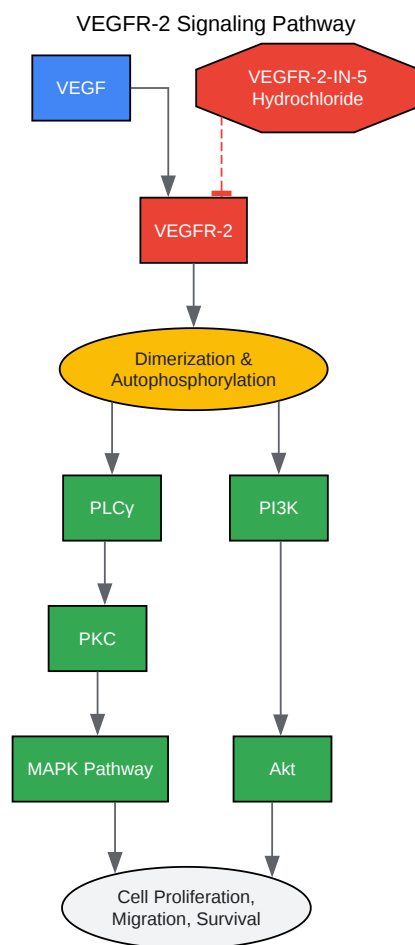 VEGFR-2 Signaling Pathway
VEGF
VEGFR-2-IN-5
Hydrochloride
VEGFR-2
Dimerization &
Autophosphorylation
PLCγ
PI3K
PKC
MAPK Pathway
Akt
Cell Proliferation,
Migration, Survival